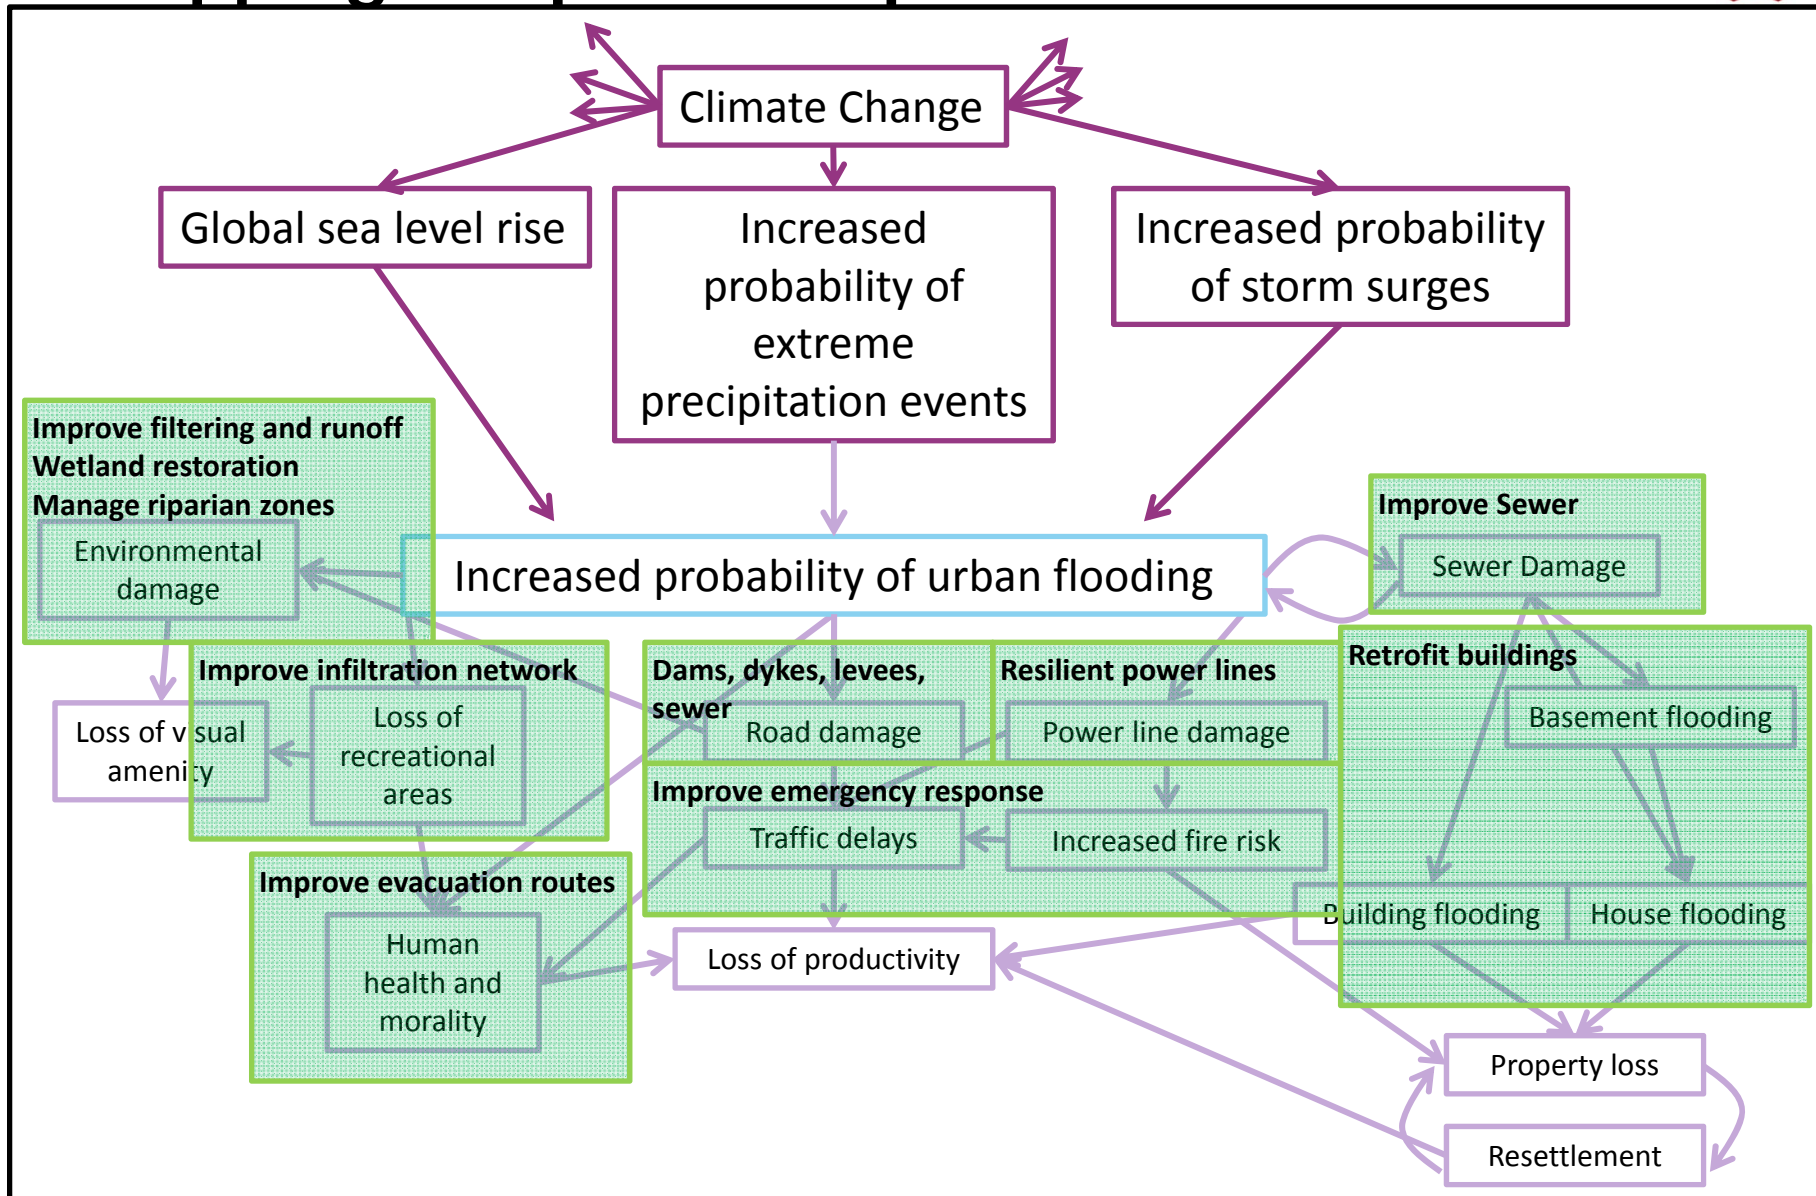 Climate Change
Global sea level rise
Increased
probability of
extreme
precipitation events
Increased probability
of storm surges
Improve filtering and runoff
Wetland restoration
Manage riparian zones
Environmental
damage
Increased probability of urban flooding
Improve Sewer
Sewer Damage
Improve infiltration network
Loss of
recreational
areas
Loss of visual
amenity
Dams, dykes, levees,
sewer
Road damage
Resilient power lines
Power line damage
Retrofit buildings
Basement flooding
Improve emergency response
Traffic delays
Increased fire risk
Building flooding
House flooding
Improve evacuation routes
Human
health and
morality
Loss of productivity
Property loss
Resettlement